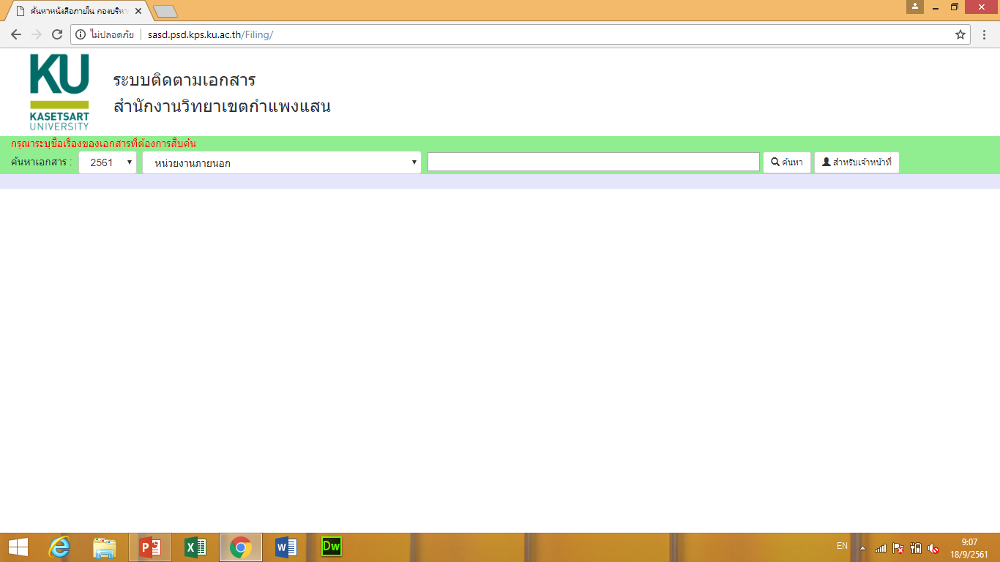 ค้นหาหนังสือภายใน กองบริหา
ไม่ปลอดภัย
sasd.psd.kps.ku.ac.th/Filing/
KU
KASETSART
UNIVERSITY
ระบบติดตามเอกสาร
สำนักงานวิทยาเขตกำแพงแสน
กรุณาระบุชื่อเรื่องของเอกสารที่ต้องการสืบค้น
ค้นหาเอกสาร : 2561 หน่วยงานภายนอก ค้นหา สำหรับเจ้าหน้าที่
Dw
EN
9:07
18/9/2561